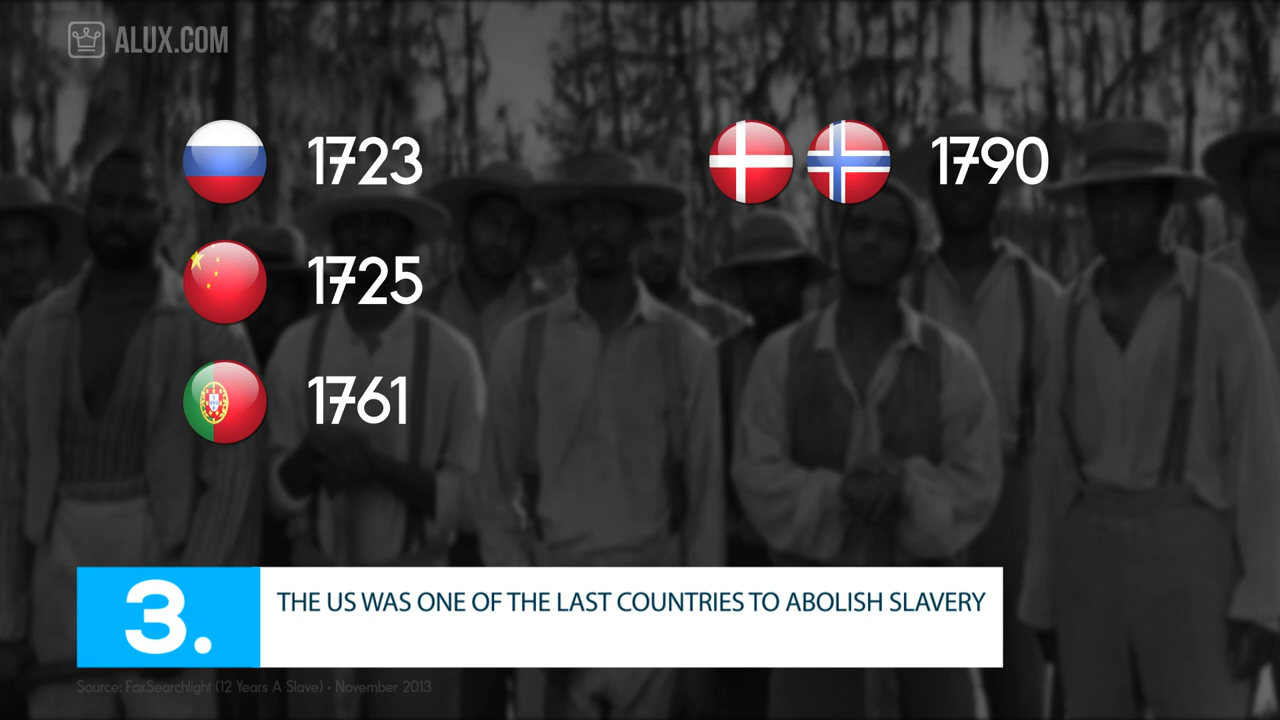 ALUX.COM
1723
1790
1725
1761
3.
THE US WAS ONE OF THE LAST COUNTRIES TO ABOLISH SLAVERY
Source: FoxSearchlight (12 Years A Slave) • November 2013